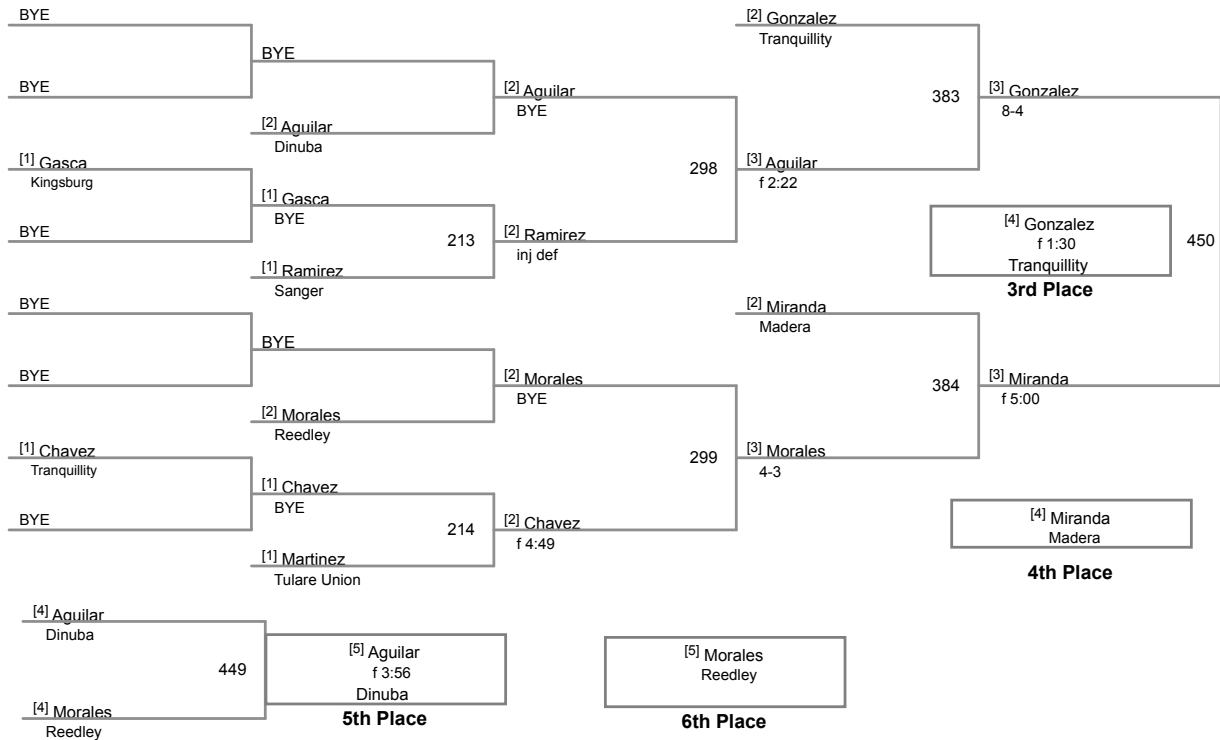 BYE
BYE
BYE
[2] Aguilar
Dinuba
[2] Aguilar
BYE
[1] Gasca
Kingsburg
BYE
[1] Gasca
BYE
[1] Ramirez
Sanger
213
[2] Ramirez
inj def
298
[3] Aguilar
f 2:22
[2] Gonzalez
Tranquillity
383
[3] Gonzalez
8-4
BYE
BYE
BYE
[2] Morales
Reedley
[2] Morales
BYE
[1] Chavez
Tranquillity
BYE
[1] Chavez
BYE
[1] Martinez
Tulare Union
214
[2] Chavez
f 4:49
299
[3] Morales
4-3
[2] Miranda
Madera
384
[3] Miranda
f 5:00
450
[4] Gonzalez
f 1:30
Tranquillity
3rd Place
[4] Miranda
Madera
4th Place
[4] Aguilar
Dinuba
[4] Morales
Reedley
449
[5] Aguilar
f 3:56
Dinuba
5th Place
[5] Morales
Reedley
6th Place